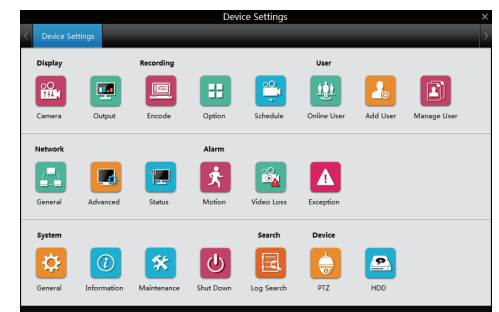 Device Settings
Device Settings
Display Recording User
Camera Output Encode Option Schedule Online User Add User Manage User
Network Alarm
General Advanced Status Motion Video Loss Exception
System Search Device
General Information Maintenance Shut Down Log Search PTZ HDD